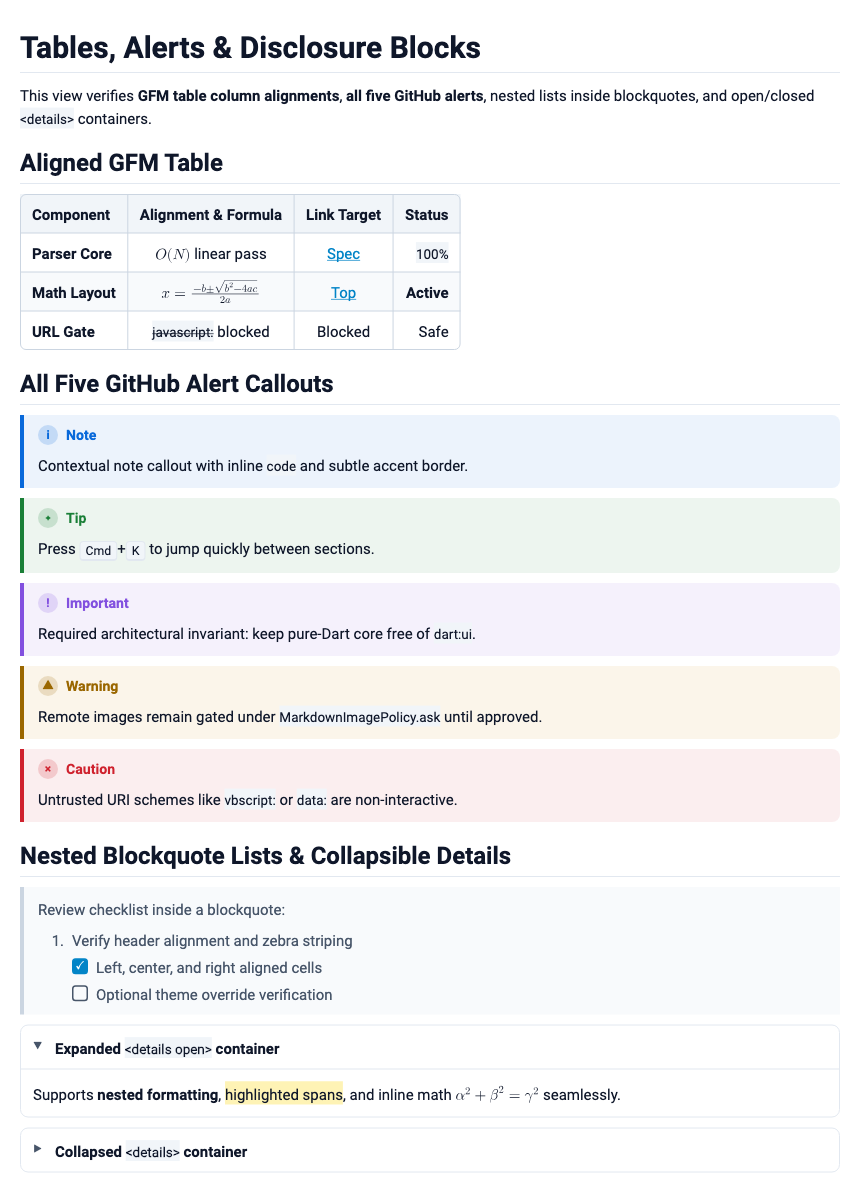 Tables, Alerts & Disclosure Blocks
This view verifies GFM table column alignments, all five GitHub alerts, nested lists inside blockquotes, and open/closed
<details> containers.
Aligned GFM Table
Component Alignment & Formula Link Target Status
Parser Core O(N) linear pass Spec 100%
Math Layout x = \frac{-b±\sqrt{b²−4ac}}{2a} Top Active
URL Gate javascript: blocked Blocked Safe
All Five GitHub Alert Callouts
i Note
Contextual note callout with inline code and subtle accent border.
Tip
Press Cmd + K to jump quickly between sections.
! Important
Required architectural invariant: keep pure-Dart core free of dart:ui.
Warning
Remote images remain gated under MarkdownImagePolicy.ask until approved.
× Caution
Untrusted URI schemes like vbscript: or data: are non-interactive.
Nested Blockquote Lists & Collapsible Details
Review checklist inside a blockquote:
1. Verify header alignment and zebra striping
Left, center, and right aligned cells
Optional theme override verification
Expanded <details open> container
Supports nested formatting, highlighted spans, and inline math α² + β² = γ² seamlessly.
Collapsed <details> container